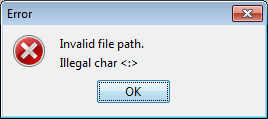 Error
Invalid file path.
Illegal char <:>
OK